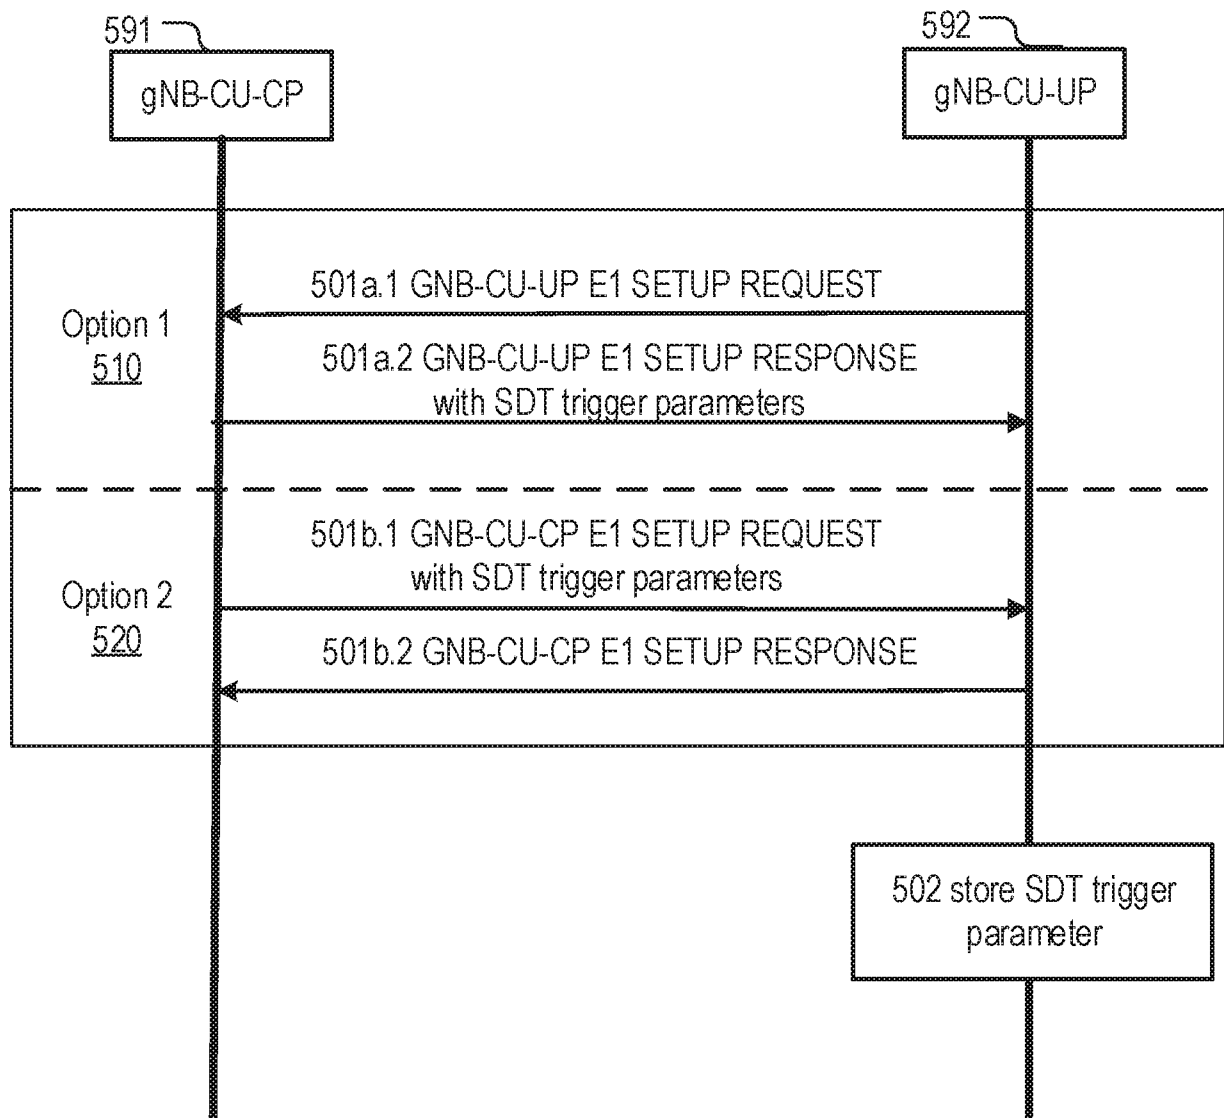 591
592
gNB-CU-CP
gNB-CU-UP
501a.1 GNB-CU-UP E1 SETUP REQUEST
Option 1
510
501a.2 GNB-CU-UP E1 SETUP RESPONSE
with SDT trigger parameters
501b.1 GNB-CU-CP E1 SETUP REQUEST
with SDT trigger parameters
Option 2
520
501b.2 GNB-CU-CP E1 SETUP RESPONSE
502 store SDT trigger
parameter